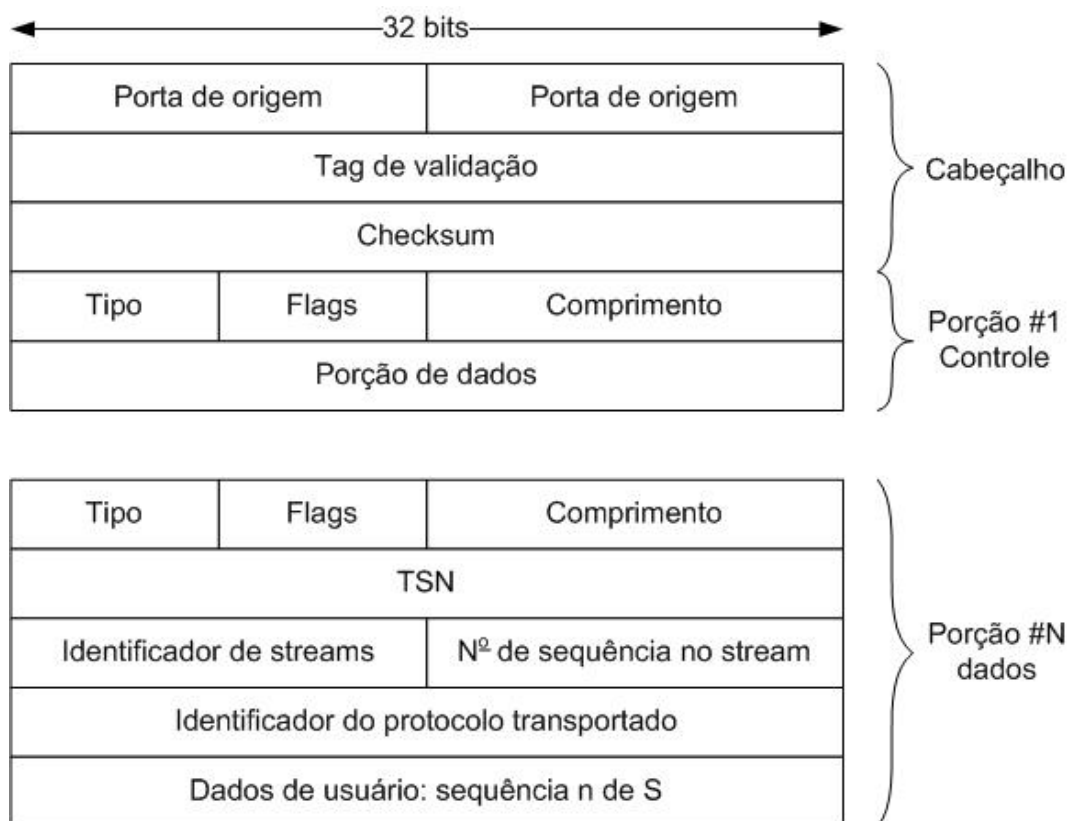 32 bits
Porta de origem Porta de origem
Tag de validação
Cabeçalho
Checksum
Tipo Flags Comprimento
Porção #1
Controle
Porção de dados
Tipo Flags Comprimento
TSN
Identificador de streams Nº de sequência no stream
Porção #N
dados
Identificador do protocolo transportado
Dados de usuário: sequência n de S